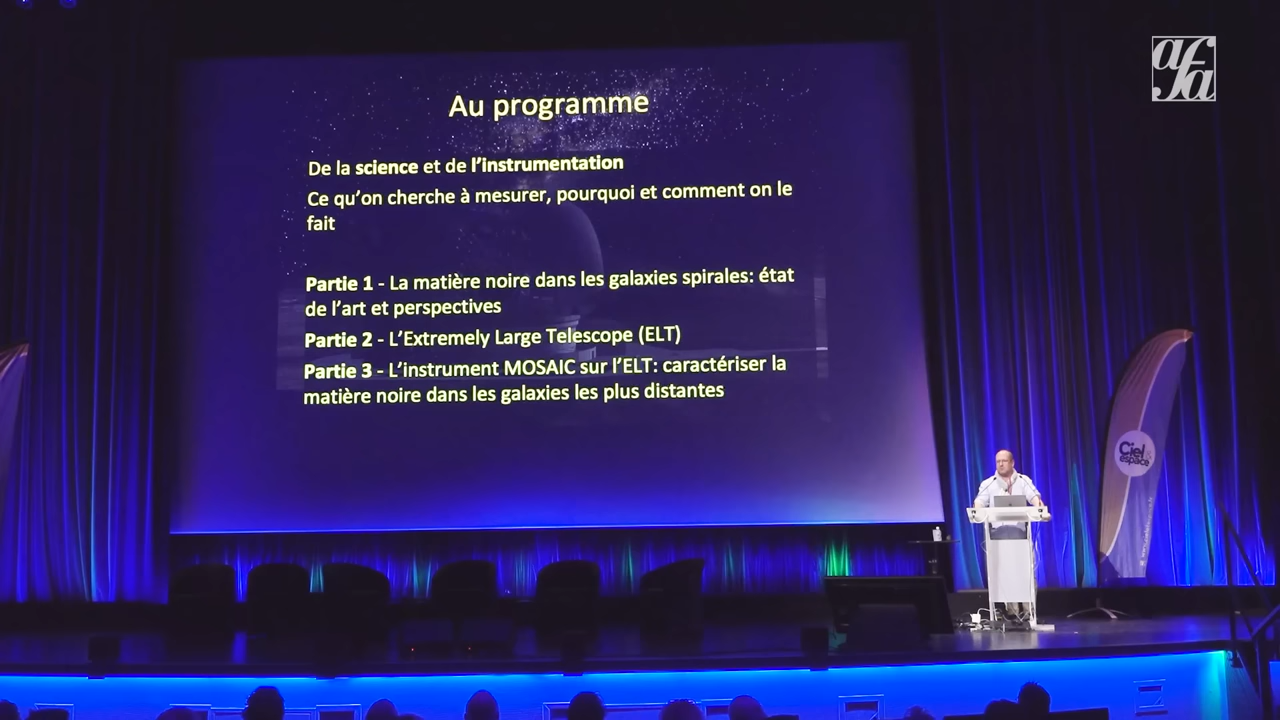 afa
Au programme
De la science et de l'instrumentation
Ce qu'on cherche à mesurer, pourquoi et comment on le
fait
Partie 1 - La matière noire dans les galaxies spirales: état
de l'art et perspectives
Partie 2 - L'Extremely Large Telescope (ELT)
Partie 3 - L'instrument MOSAIC sur l'ELT: caractériser la
matière noire dans les galaxies les plus distantes
Ciel &
espace